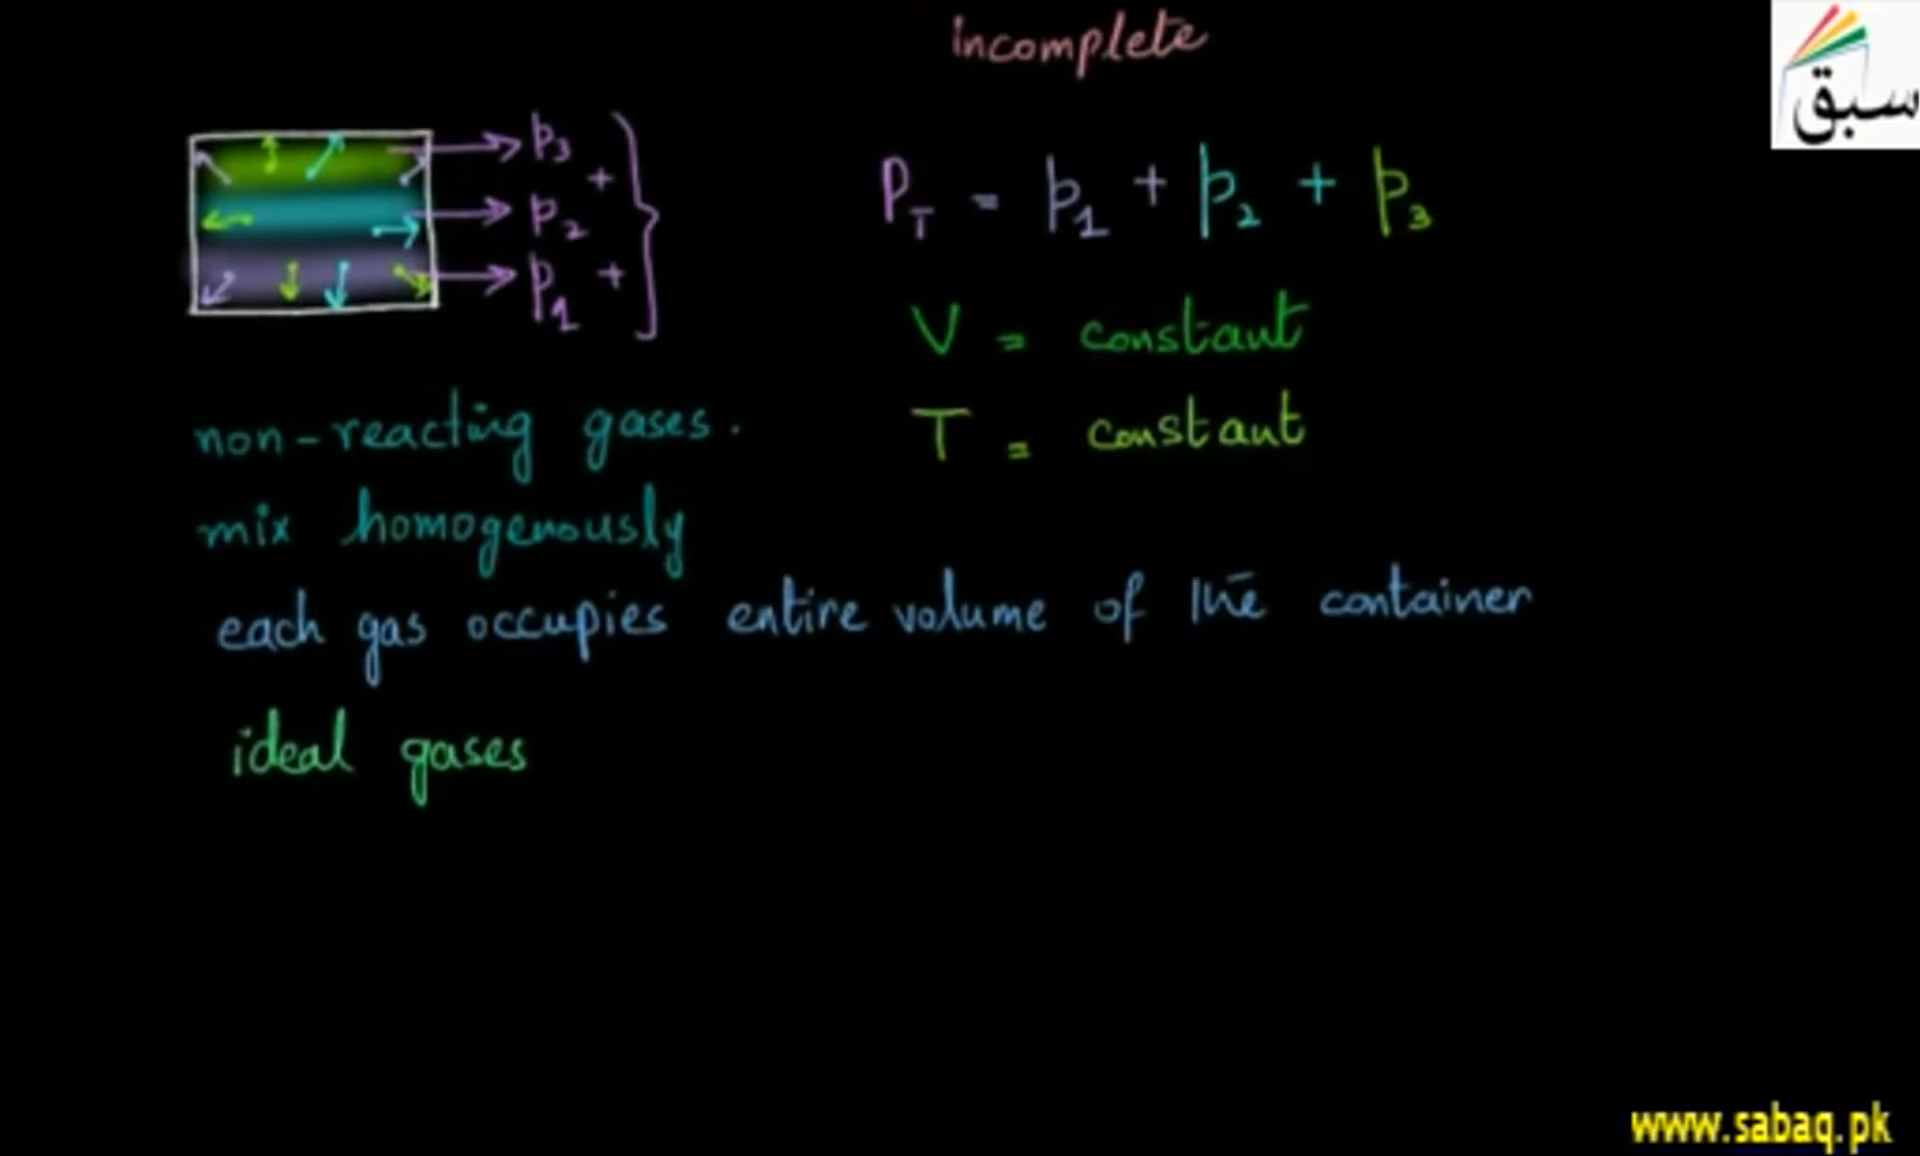 incomplete
سبق
p₃
+
p₂
+
p₁
P_T = p₁ + p₂ + p₃
V = constant
T = constant
non-reacting gases.
mix homogenously
each gas occupies entire volume of the container
ideal gases
www.sabaq.pk